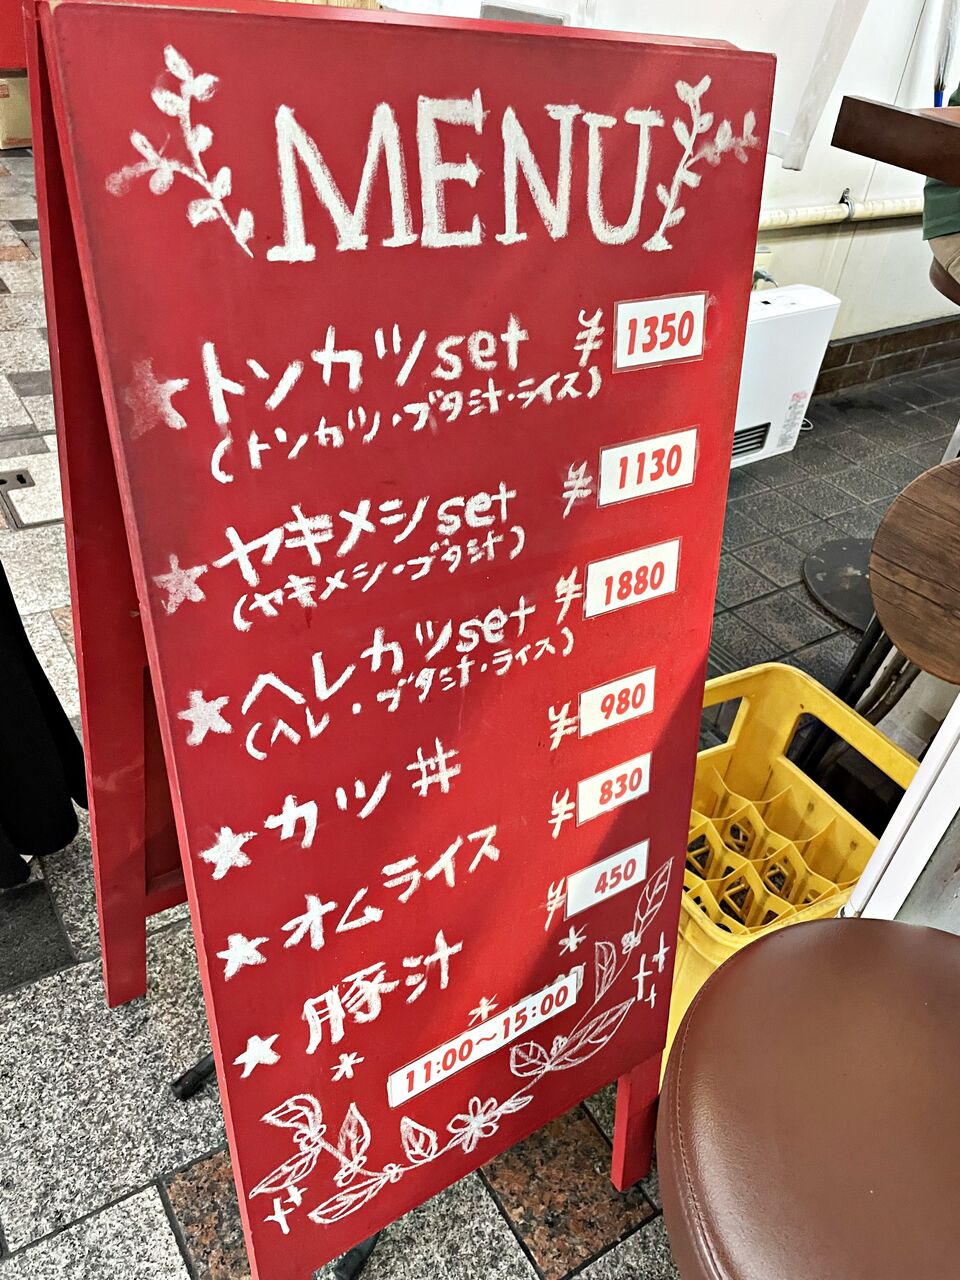 MENU
トンカツset ¥1350
(トンカツ・ブタ汁・ライス)
ヤキメシset ¥1130
(ヤキメシ・ブタ汁)
ヘレカツset ¥1880
(ヘレ・ブタ汁・ライス)
カツ丼 ¥980
オムライス ¥830
豚汁 ¥450
11:00~15:00